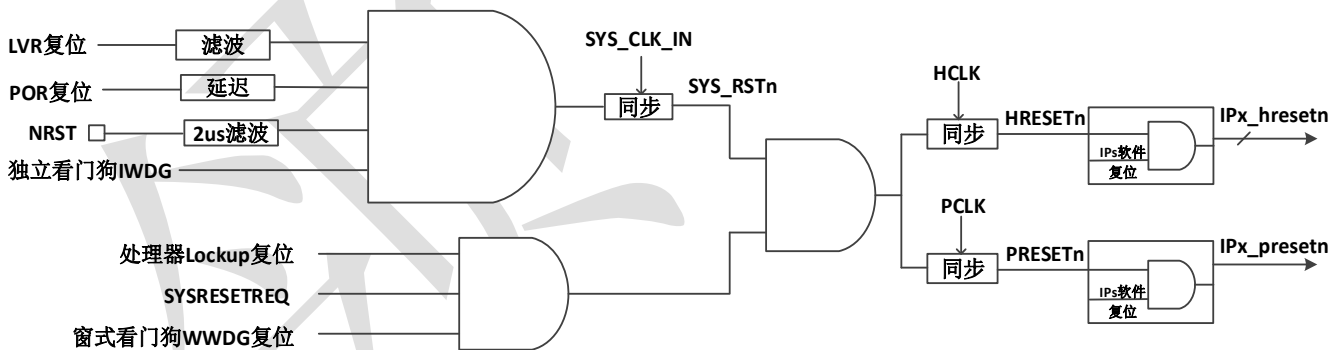 LVR复位
滤波
POR复位
延迟
NRST
2us滤波
独立看门狗IWDG
SYS_CLK_IN
同步
SYS_RSTn
处理器Lockup复位
SYSRESETREQ
窗式看门狗WWDG复位
HCLK
同步
HRESETn
IPs软件
复位
IPx_hresetn
PCLK
同步
PRESETn
IPs软件
复位
IPx_presetn